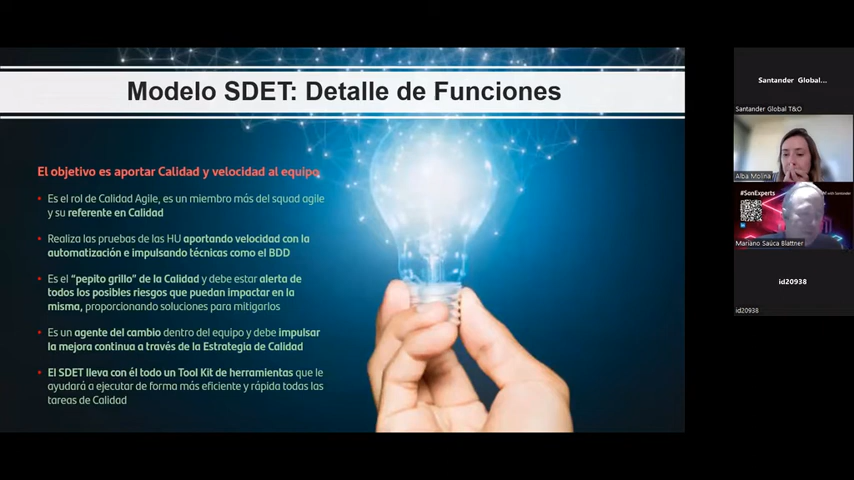 Modelo SDET: Detalle de Funciones
El objetivo es aportar Calidad y velocidad al equipo.
• Es el rol de Calidad Agile, es un miembro más del squad agile
y su referente en Calidad
• Realiza las pruebas de las HU aportando velocidad con la
automatización e impulsando técnicas como el BDD
• Es el "pepito grillo" de la Calidad y debe estar alerta de
todos los posibles riesgos que puedan impactar en la
misma, proporcionando soluciones para mitigarlos
• Es un agente del cambio dentro del equipo y debe impulsar
la mejora continua a través de la Estrategia de Calidad
• El SDET lleva con él todo un Tool Kit de herramientas que le
ayudará a ejecutar de forma más eficiente y rápida todas las
tareas de Calidad
Santander Global...
Santander Global T&O
Alba Molina
#SanExperts
with Santander
Mariano Saúca Blattner
id20938
id20938